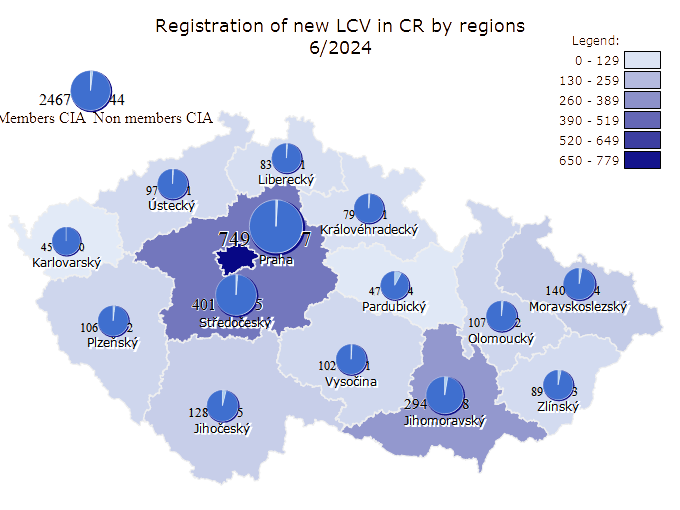 Registration of new LCV in CR by regions
6/2024
Legend:
0 - 129
130 - 259
260 - 389
390 - 519
520 - 649
650 - 779
2467 44
Members CIA Non members CIA
83 1
Liberecký
97 1
Ústecký
79 1
Královéhradecký
45 0
Karlovarský
749 7
Praha
401 5
Středočeský
47 4
Pardubický
140 4
Moravskoslezský
106 2
Plzeňský
107 2
Olomoucký
102 1
Vysočina
89 3
Zlínský
128 5
Jihočeský
294 8
Jihomoravský